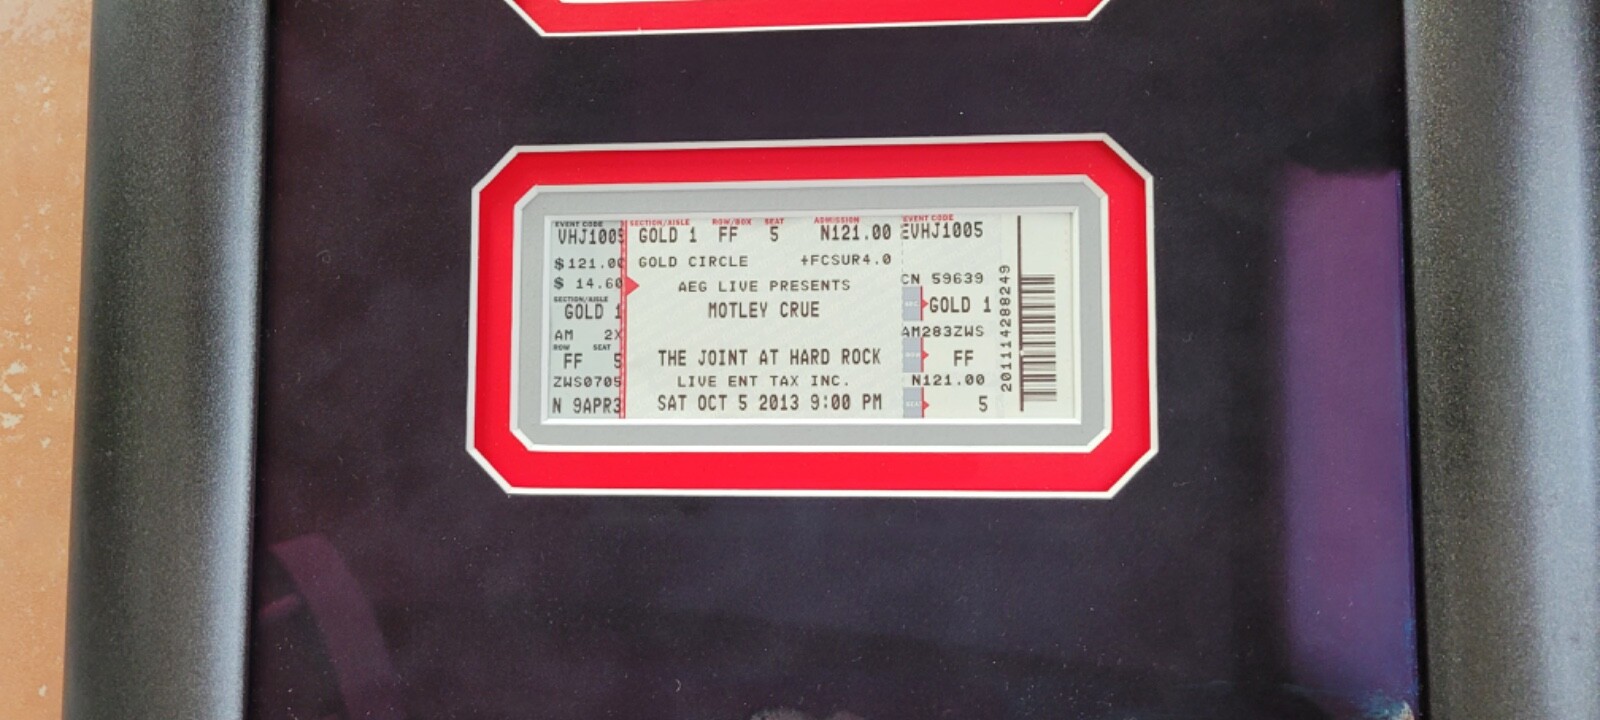 EVENT CODE
VHJ1005
$121.00
$ 14.60
SECTION/AISLE
GOLD 1
AM 2X
ROW SEAT
FF 5
ZWS0705
N 9APR3
SECTION/AISLE ROW/BOX SEAT ADMISSION
GOLD 1 FF 5 N121.00
GOLD CIRCLE +FCSUR4.0
AEG LIVE PRESENTS
MOTLEY CRUE
THE JOINT AT HARD ROCK
LIVE ENT TAX INC.
SAT OCT 5 2013 9:00 PM
EVENT CODE
EVHJ1005
CN 59639
GOLD 1
AM283ZWS
FF
N121.00
SEAT 5
201114288249